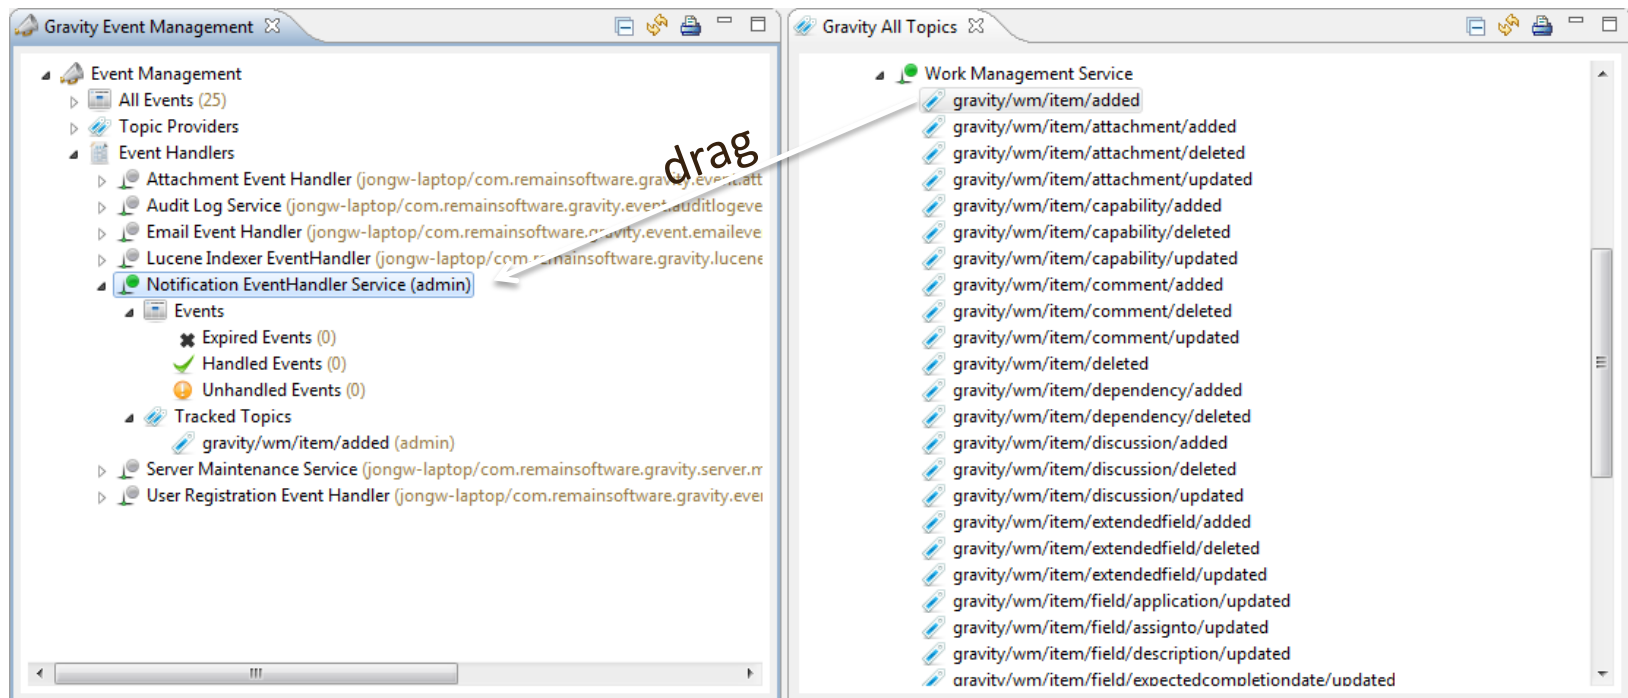 Gravity Event Management
Event Management
All Events (25)
Topic Providers
Event Handlers
Attachment Event Handler (jongw-laptop/com.remainsoftware.gravity.event.att
Audit Log Service (jongw-laptop/com.remainsoftware.gravity.event.auditlogeve
Email Event Handler (jongw-laptop/com.remainsoftware.gravity.event.emaileve
Lucene Indexer EventHandler (jongw-laptop/com.remainsoftware.gravity.lucene
Notification EventHandler Service (admin)
Events
Expired Events (0)
Handled Events (0)
Unhandled Events (0)
Tracked Topics
gravity/wm/item/added (admin)
Server Maintenance Service (jongw-laptop/com.remainsoftware.gravity.server.m
User Registration Event Handler (jongw-laptop/com.remainsoftware.gravity.eve
drag
Gravity All Topics
Work Management Service
gravity/wm/item/added
gravity/wm/item/attachment/added
gravity/wm/item/attachment/deleted
gravity/wm/item/attachment/updated
gravity/wm/item/capability/added
gravity/wm/item/capability/deleted
gravity/wm/item/capability/updated
gravity/wm/item/comment/added
gravity/wm/item/comment/deleted
gravity/wm/item/comment/updated
gravity/wm/item/deleted
gravity/wm/item/dependency/added
gravity/wm/item/dependency/deleted
gravity/wm/item/discussion/added
gravity/wm/item/discussion/deleted
gravity/wm/item/discussion/updated
gravity/wm/item/extendedfield/added
gravity/wm/item/extendedfield/deleted
gravity/wm/item/extendedfield/updated
gravity/wm/item/field/application/updated
gravity/wm/item/field/assignto/updated
gravity/wm/item/field/description/updated
gravity/wm/item/field/expectedcompletiondate/updated